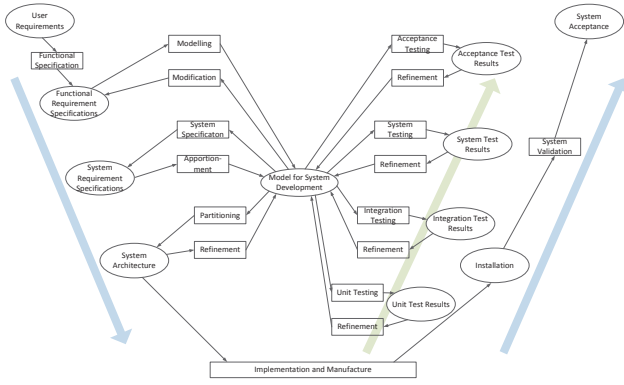 User
Requirements
Functional
Specification
Functional
Requirement
Specifications
Modelling
Modification
System
Specificaton
System
Requirement
Specifications
Apportion-
ment
Partitioning
System
Architecture
Refinement
Model for System
Development
Acceptance
Testing
Acceptance Test
Results
Refinement
System
Testing
System Test
Results
Refinement
Integration
Testing
Integration Test
Results
Refinement
Unit Testing
Unit Test Results
Refinement
System
Acceptance
System
Validation
Installation
Implementation and Manufacture